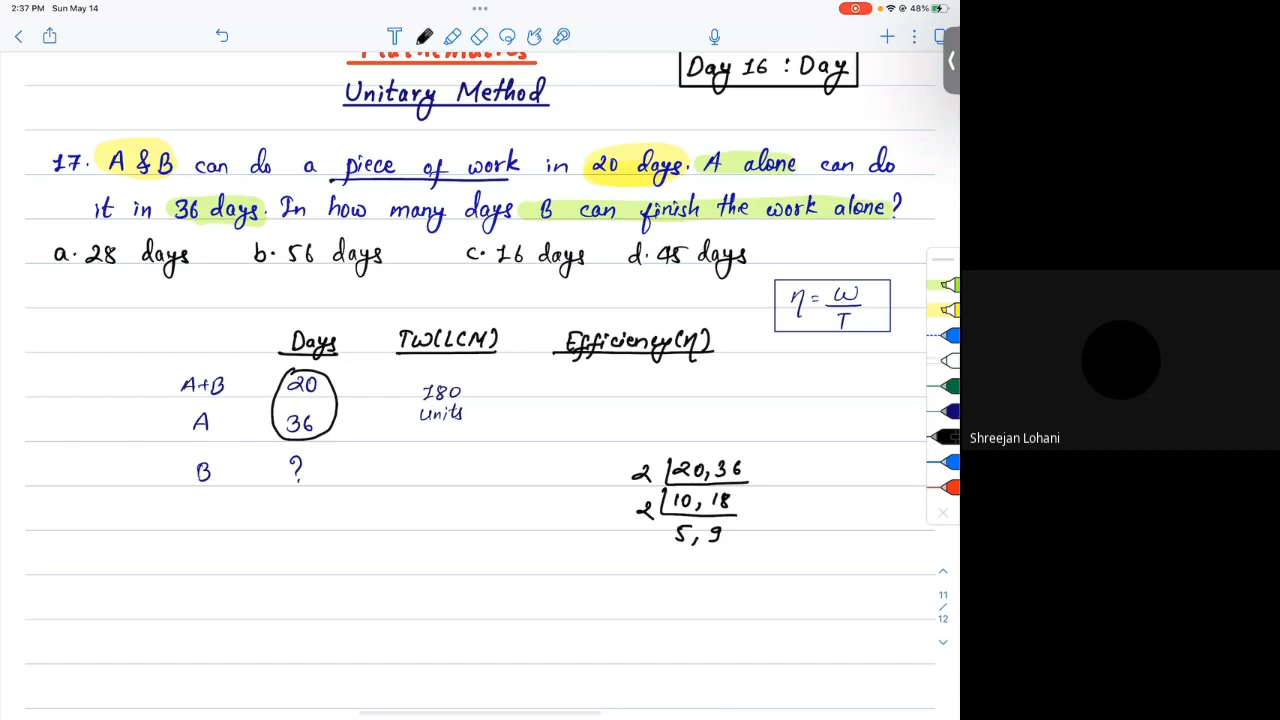 2:37 PM Sun May 14
48%
Mathematics
Day 16 : Day
Unitary Method
17. A & B can do a piece of work in 20 days. A alone can do
it in 36 days. In how many days B can finish the work alone?
a. 28 days b. 56 days c. 16 days d. 45 days
η = W
T
Days TW(LCM) Efficiency(η)
A+B 20 180
A 36 units
B ?
2 20, 36
2 10, 18
5, 9
Shreejan Lohani
11
/
12